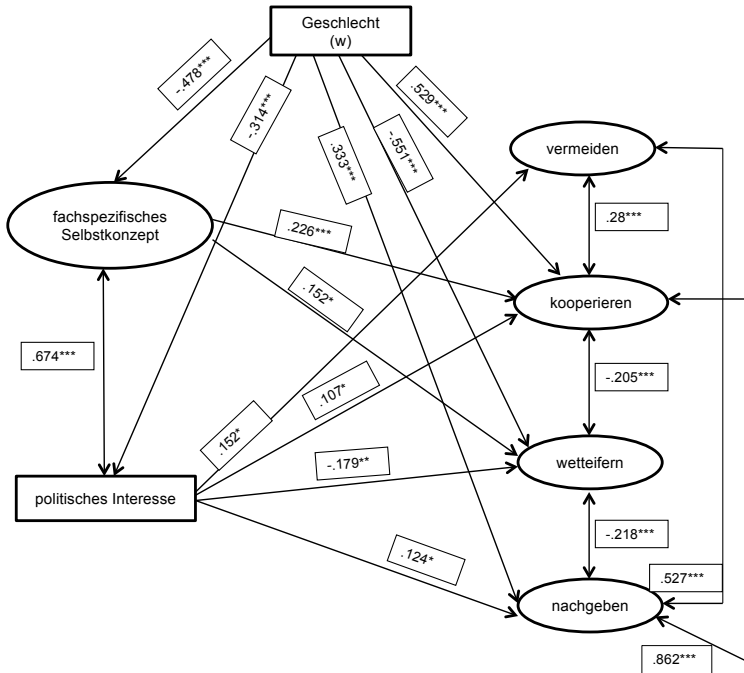 Geschlecht
(w)
-.478***
-.314***
.333***
-.551***
.529***
vermeiden
fachspezifisches
Selbstkonzept
.226***
.28***
.152*
kooperieren
.674***
.107*
-.205***
.152*
-.179**
wetteifern
politisches Interesse
.124*
-.218***
.527***
nachgeben
.862***